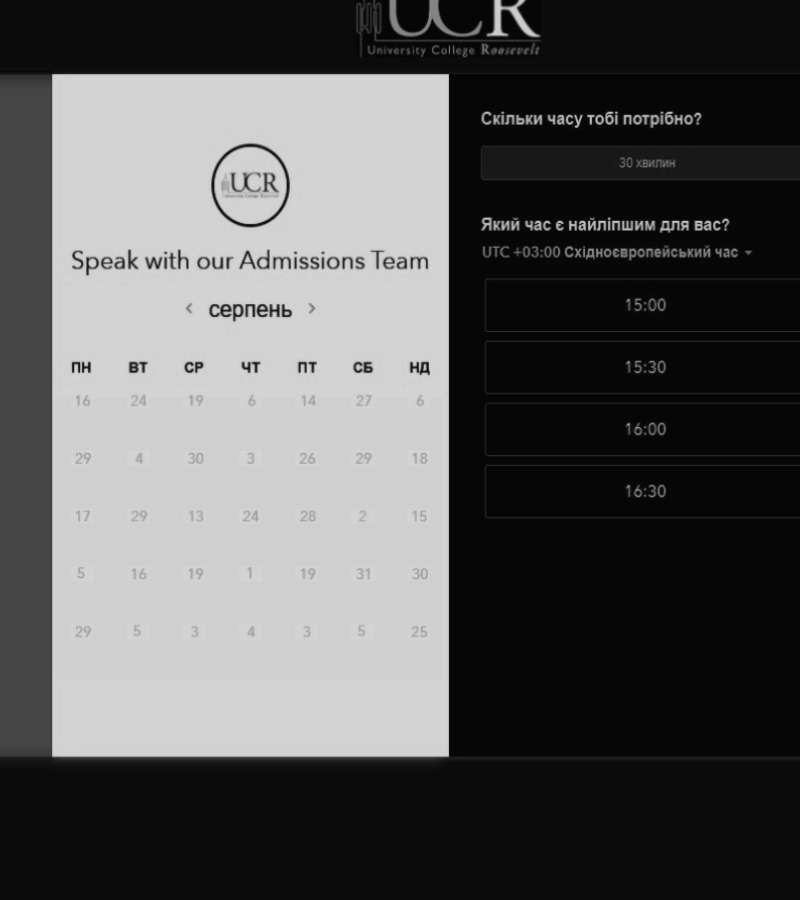 UCR
University College Roosevelt
UCR
Speak with our Admissions Team
‹ серпень ›
ПН ВТ СР ЧТ ПТ СБ НД
16 24 19 6 14 27 6
29 4 30 3 26 29 18
17 29 13 24 28 2 15
5 16 19 1 19 31 30
29 5 3 4 3 5 25
Скільки часу тобі потрібно?
30 хвилин
Який час є найліпшим для вас?
UTC +03:00 Східноєвропейський час
15:00
15:30
16:00
16:30